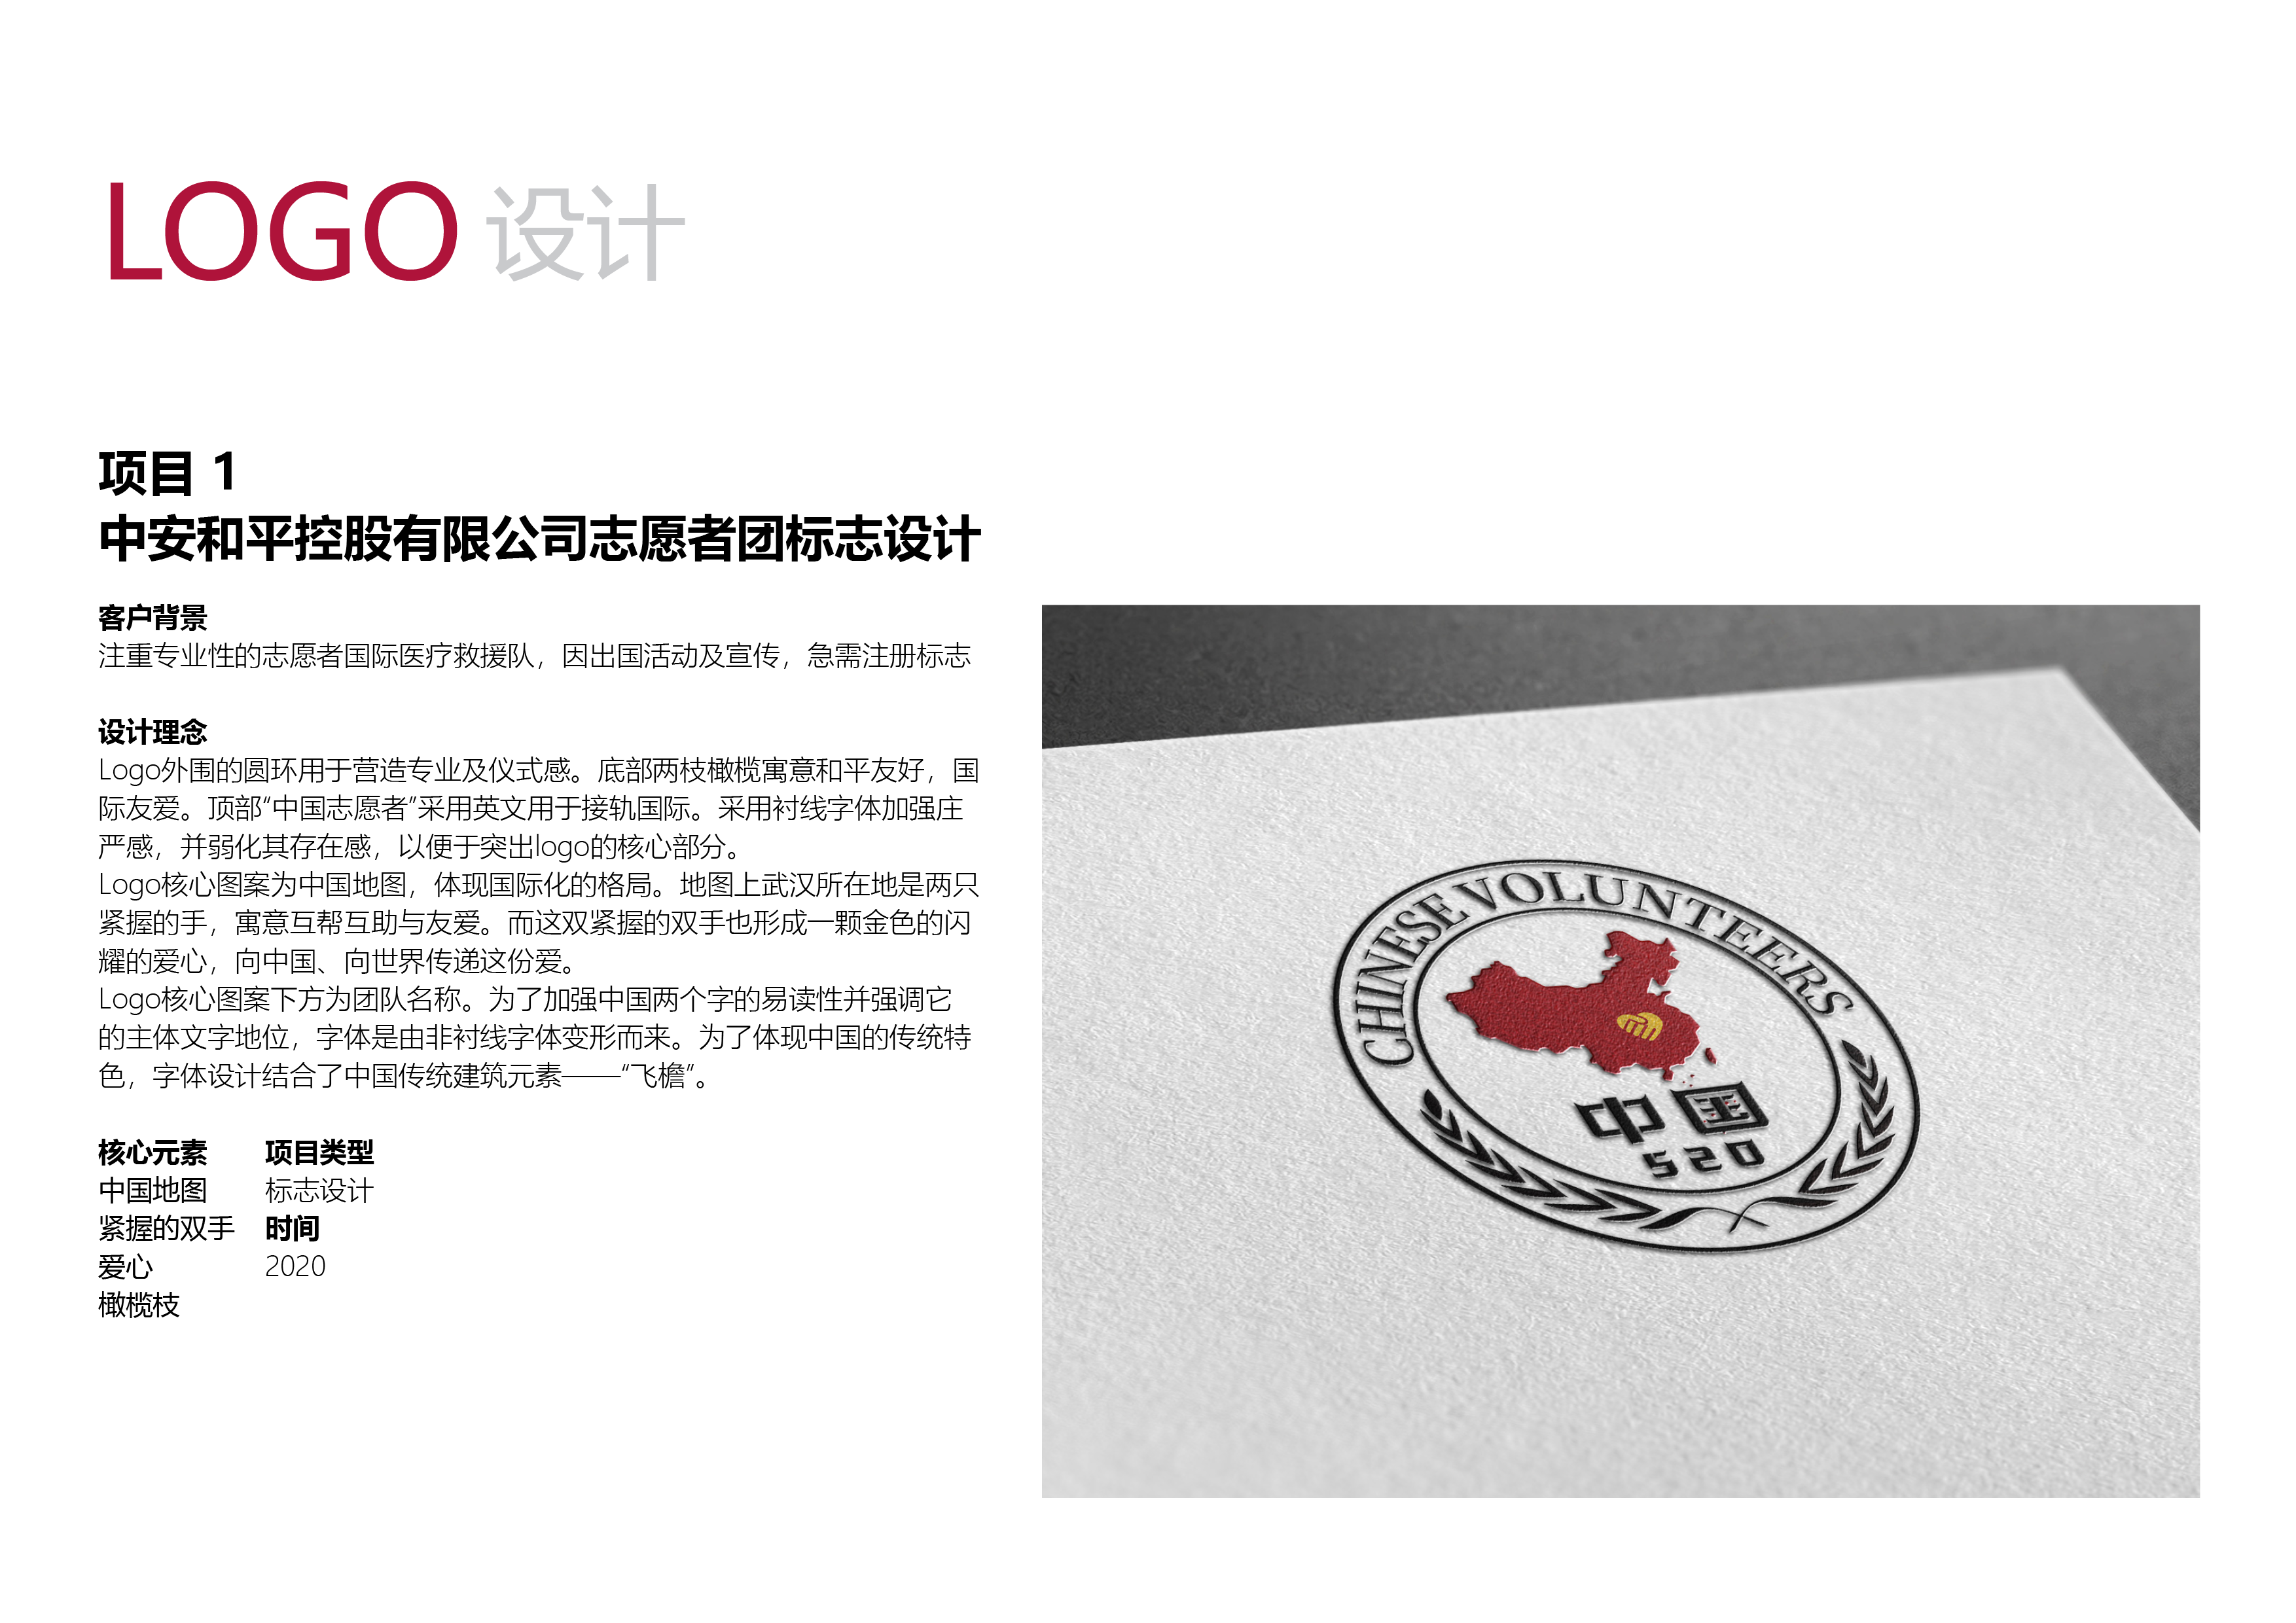 LOGO 设计
项目 1
中安和平控股有限公司志愿者团标志设计
客户背景
注重专业性的志愿者国际医疗救援队，因出国活动及宣传，急需注册标志
设计理念
Logo外围的圆环用于营造专业及仪式感。底部两枝橄榄寓意和平友好，国
际友爱。顶部“中国志愿者”采用英文用于接轨国际。采用衬线字体加强庄
严感，并弱化其存在感，以便于突出logo的核心部分。
Logo核心图案为中国地图，体现国际化的格局。地图上武汉所在地是两只
紧握的手，寓意互帮互助与友爱。而这双紧握的双手也形成一颗金色的闪
耀的爱心，向中国、向世界传递这份爱。
Logo核心图案下方为团队名称。为了加强中国两个字的易读性并强调它
的主体文字地位，字体是由非衬线字体变形而来。为了体现中国的传统特
色，字体设计结合了中国传统建筑元素——“飞檐”。
核心元素
中国地图
紧握的双手
爱心
橄榄枝
项目类型
标志设计
时间
2020
CHINESE VOLUNTEERS
中国
520